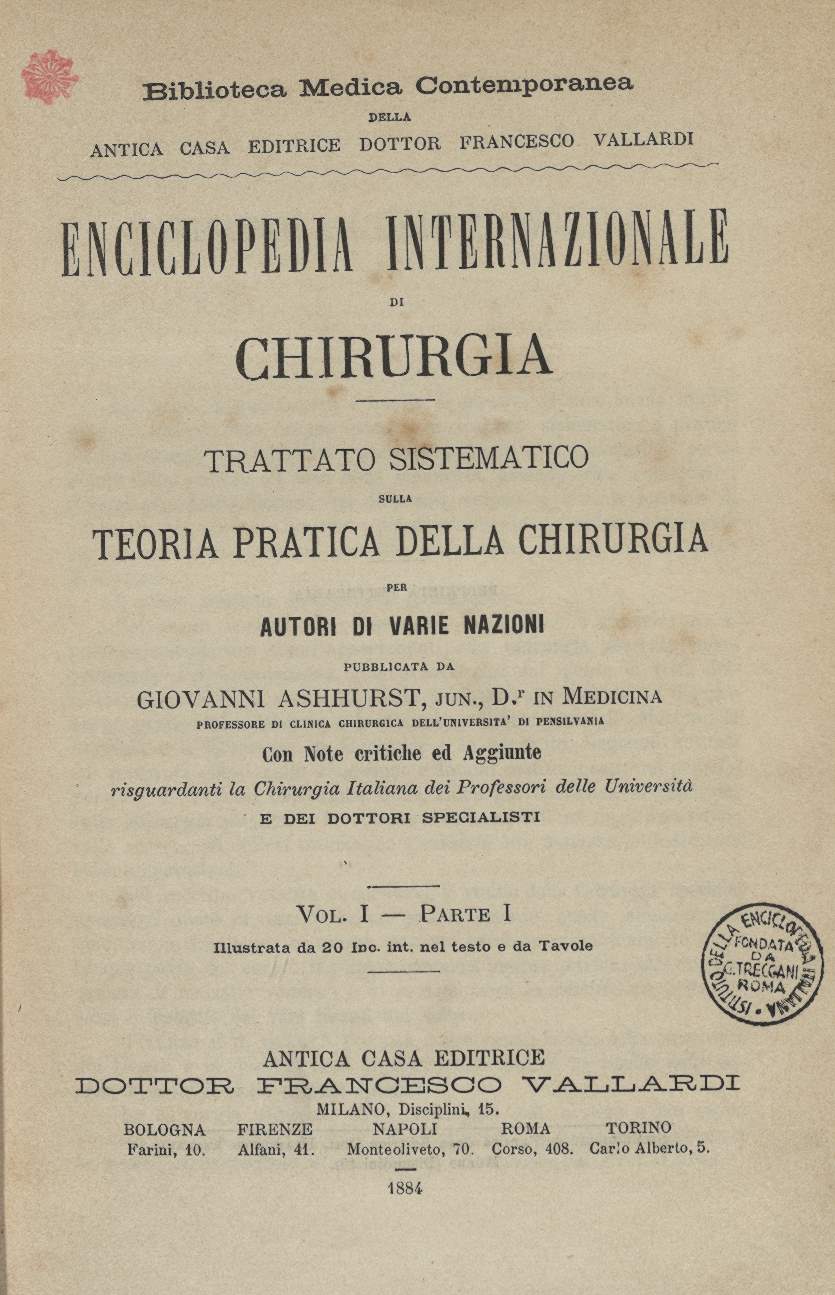 Biblioteca Medica Contemporanea
DELLA
ANTICA CASA EDITRICE DOTTOR FRANCESCO VALLARDI
ENCICLOPEDIA INTERNAZIONALE
DI
CHIRURGIA
TRATTATO SISTEMATICO
SULLA
TEORIA PRATICA DELLA CHIRURGIA
PER
AUTORI DI VARIE NAZIONI
PUBBLICATA DA
GIOVANNI ASHHURST, JUN., D.r IN MEDICINA
PROFESSORE DI CLINICA CHIRURGICA DELL'UNIVERSITA' DI PENSILVANIA
Con Note critiche ed Aggiunte
risguardanti la Chirurgia Italiana dei Professori delle Università
E DEI DOTTORI SPECIALISTI
VOL. I — PARTE I
Illustrata da 20 Inc. int. nel testo e da Tavole
ISTITUTO DELLA ENCICLOPEDIA ITALIANA
FONDATA
DA
G. TRECCANI
ROMA
ANTICA CASA EDITRICE
DOTTOR FRANCESCO VALLARDI
MILANO, Disciplini, 15.
BOLOGNA FIRENZE NAPOLI ROMA TORINO
Farini, 10. Alfani, 41. Monteoliveto, 70. Corso, 408. Carlo Alberto, 5.
1884